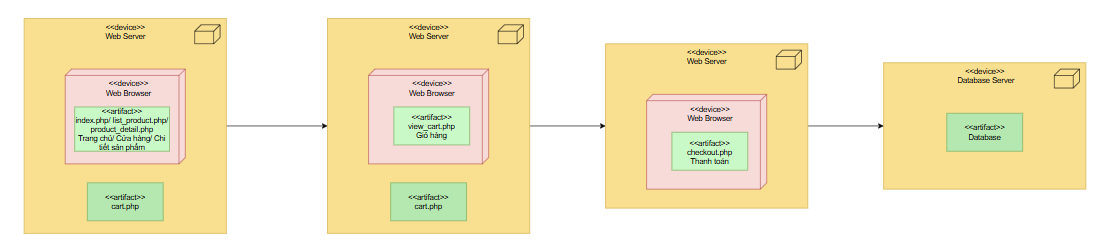 <<device>>
Web Server
<<device>>
Web Browser
<<artifact>>
index.php/ list_product.php/
product_detail.php
Trang chủ/ Cửa hàng/ Chi
tiết sản phẩm
<<artifact>>
cart.php
<<device>>
Web Server
<<device>>
Web Browser
<<artifact>>
view_cart.php
Giỏ hàng
<<artifact>>
cart.php
<<device>>
Web Server
<<device>>
Web Browser
<<artifact>>
checkout.php
Thanh toán
<<device>>
Database Server
<<artifact>>
Database